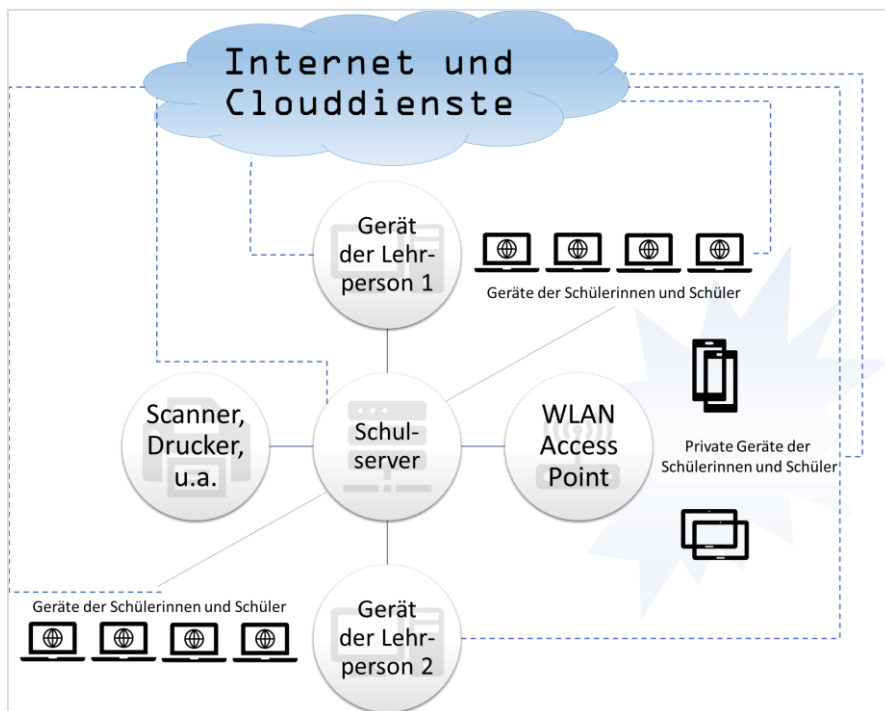 Internet und
Clouddienste
Gerät
der Lehr-
person 1
Geräte der Schülerinnen und Schüler
Scanner,
Drucker,
u.a.
Schul-
server
WLAN
Access
Point
Private Geräte der
Schülerinnen und Schüler
Geräte der Schülerinnen und Schüler
Gerät
der Lehr-
person 2